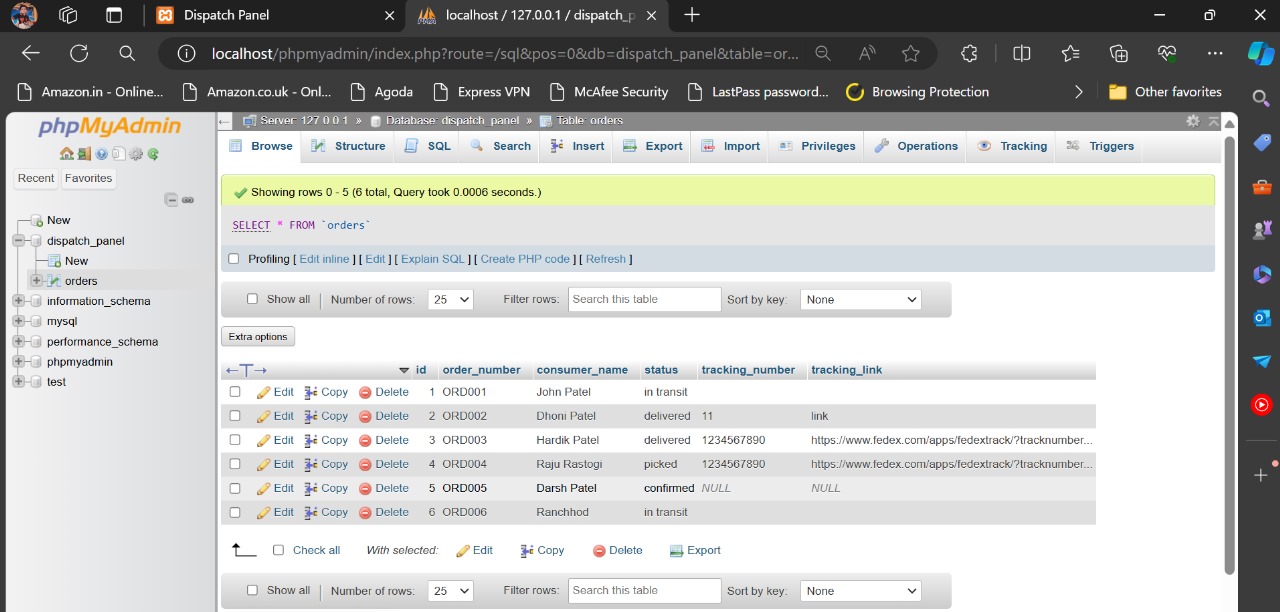 Dispatch Panel
localhost / 127.0.0.1 / dispatch_p
localhost/phpmyadmin/index.php?route=/sql&pos=0&db=dispatch_panel&table=or...
Amazon.in - Online... Amazon.co.uk - Onl... Agoda Express VPN McAfee Security LastPass password... Browsing Protection Other favorites
phpMyAdmin
Recent Favorites
New
dispatch_panel
New
orders
information_schema
mysql
performance_schema
phpmyadmin
test
Server: 127.0.0.1 » Database: dispatch_panel » Table: orders
Browse Structure SQL Search Insert Export Import Privileges Operations Tracking Triggers
Showing rows 0 - 5 (6 total, Query took 0.0006 seconds.)
SELECT * FROM `orders`
Profiling [ Edit inline ] [ Edit ] [ Explain SQL ] [ Create PHP code ] [ Refresh ]
Show all | Number of rows: 25 Filter rows: Search this table Sort by key: None
Extra options
←T→ id order_number consumer_name status tracking_number tracking_link
Edit Copy Delete 1 ORD001 John Patel in transit
Edit Copy Delete 2 ORD002 Dhoni Patel delivered 11 link
Edit Copy Delete 3 ORD003 Hardik Patel delivered 1234567890 https://www.fedex.com/apps/fedextrack/?tracknumber...
Edit Copy Delete 4 ORD004 Raju Rastogi picked 1234567890 https://www.fedex.com/apps/fedextrack/?tracknumber...
Edit Copy Delete 5 ORD005 Darsh Patel confirmed NULL NULL
Edit Copy Delete 6 ORD006 Ranchhod in transit
Check all With selected: Edit Copy Delete Export
Show all | Number of rows: 25 Filter rows: Search this table Sort by key: None